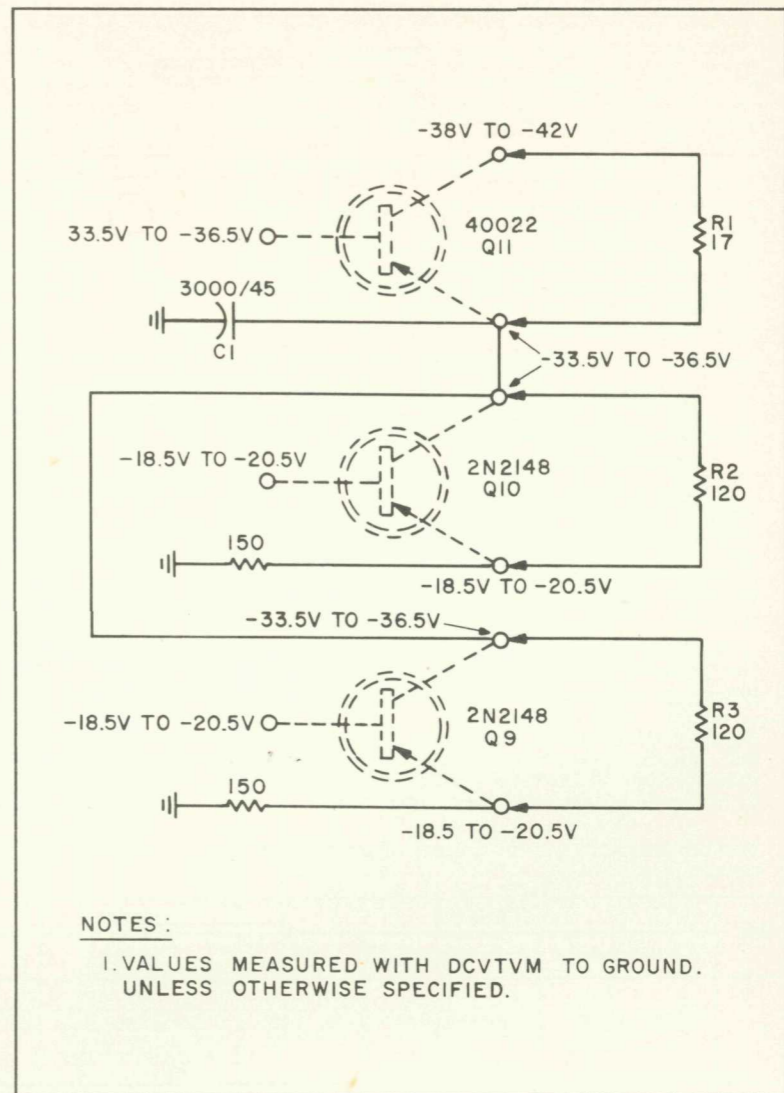 -38V TO -42V
40022
Q11
R1
17
33.5V TO -36.5V
3000/45
C1
-33.5V TO -36.5V
-18.5V TO -20.5V
2N2148
Q10
R2
120
150
-18.5V TO -20.5V
-33.5V TO -36.5V
-18.5V TO -20.5V
2N2148
Q9
R3
120
150
-18.5 TO -20.5V
NOTES:
1. VALUES MEASURED WITH DCVTVM TO GROUND.
UNLESS OTHERWISE SPECIFIED.